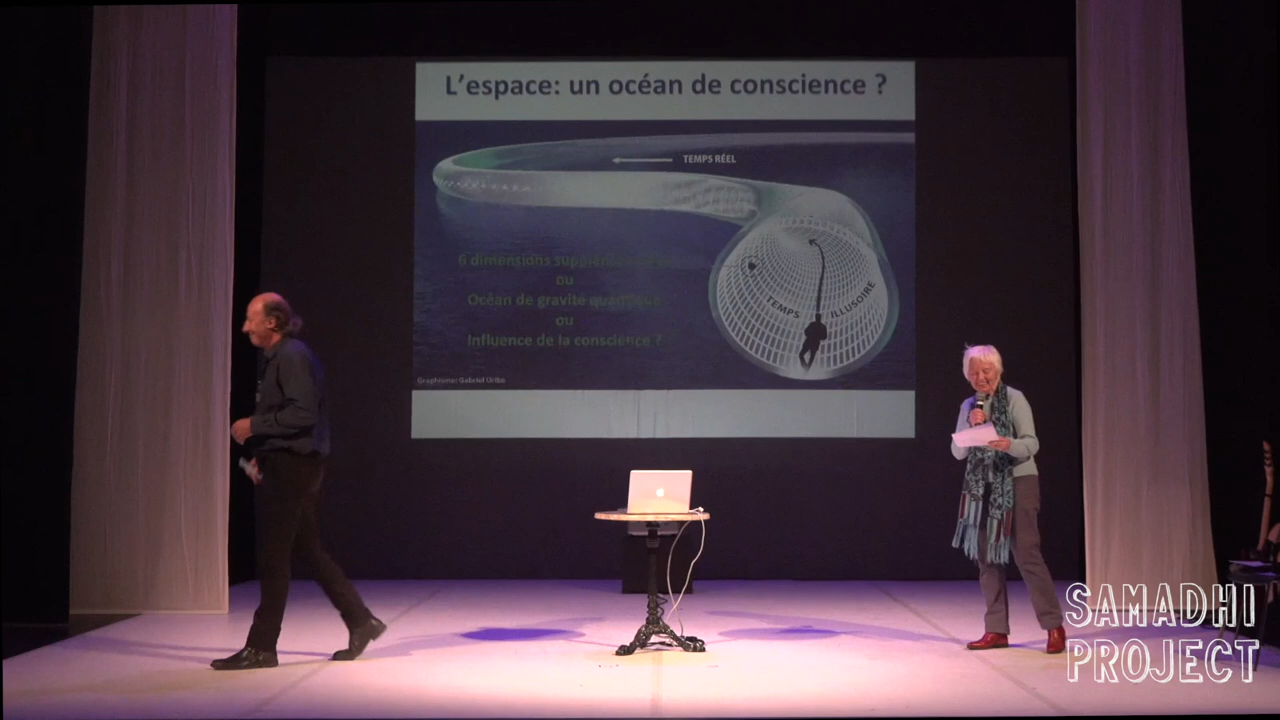 L'espace: un océan de conscience ?
TEMPS RÉEL
6 dimensions
ou
Océan de gravité quantique
ou
Influence de la conscience ?
TEMPS ILLUSOIRE
Graphisme: Gabriel
SAMADHI
PROJECT